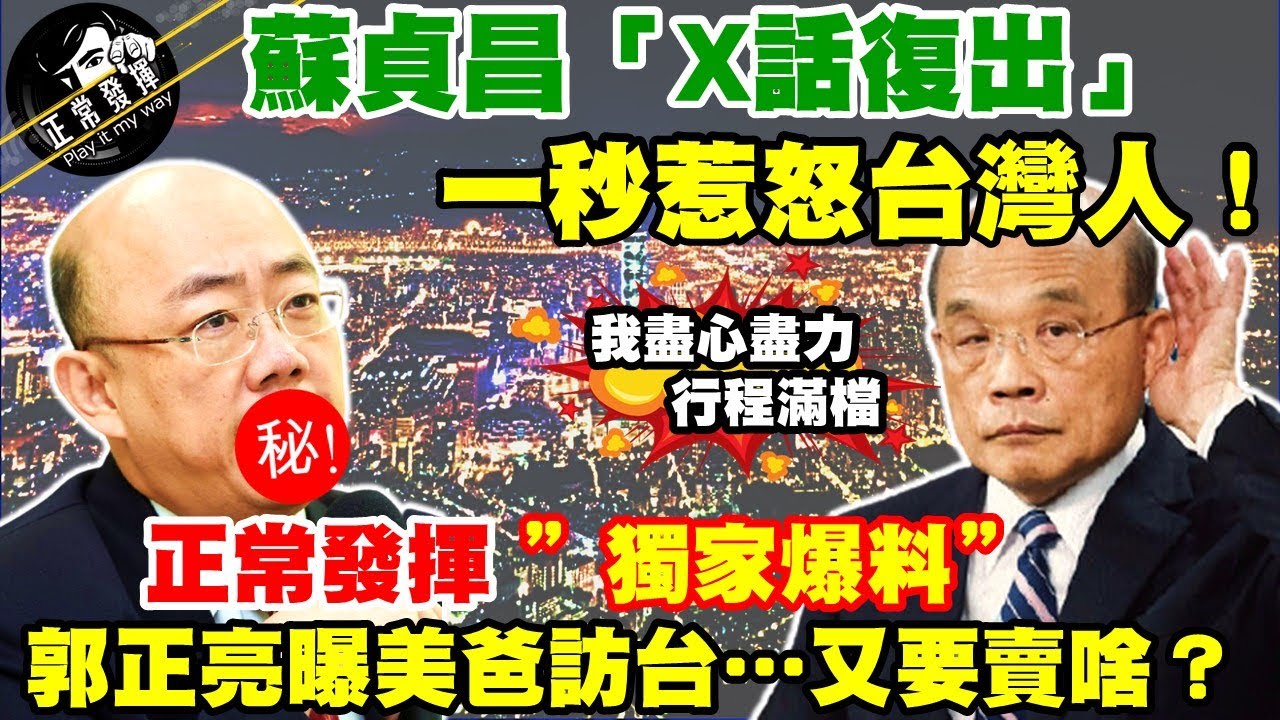 正常發揮
Play it my way
蘇貞昌「X話復出」
一秒惹怒台灣人！
我盡心盡力
行程滿檔
秘!
正常發揮 ”獨家爆料”
郭正亮曝美爸訪台…又要賣啥？